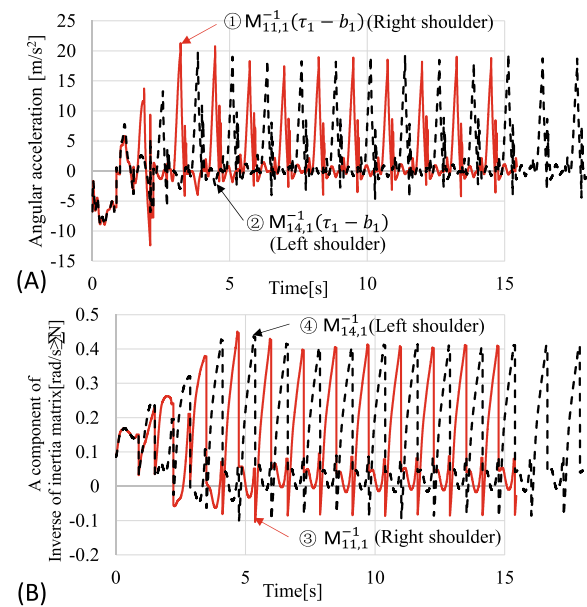 (A)
Angular acceleration [m/s²]
25
20
15
10
5
0
-5
-10
-15
① M⁻¹₁₁,₁(τ₁ − b₁) (Right shoulder)
② M⁻¹₁₄,₁(τ₁ − b₁)
(Left shoulder)
0 5 10 15
Time[s]
(B)
A component of
Inverse of inertia matrix[rad/s≥∑N]
0.5
0.4
0.3
0.2
0.1
0
-0.1
-0.2
④ M⁻¹₁₄,₁(Left shoulder)
③ M⁻¹₁₁,₁ (Right shoulder)
0 5 10 15
Time[s]